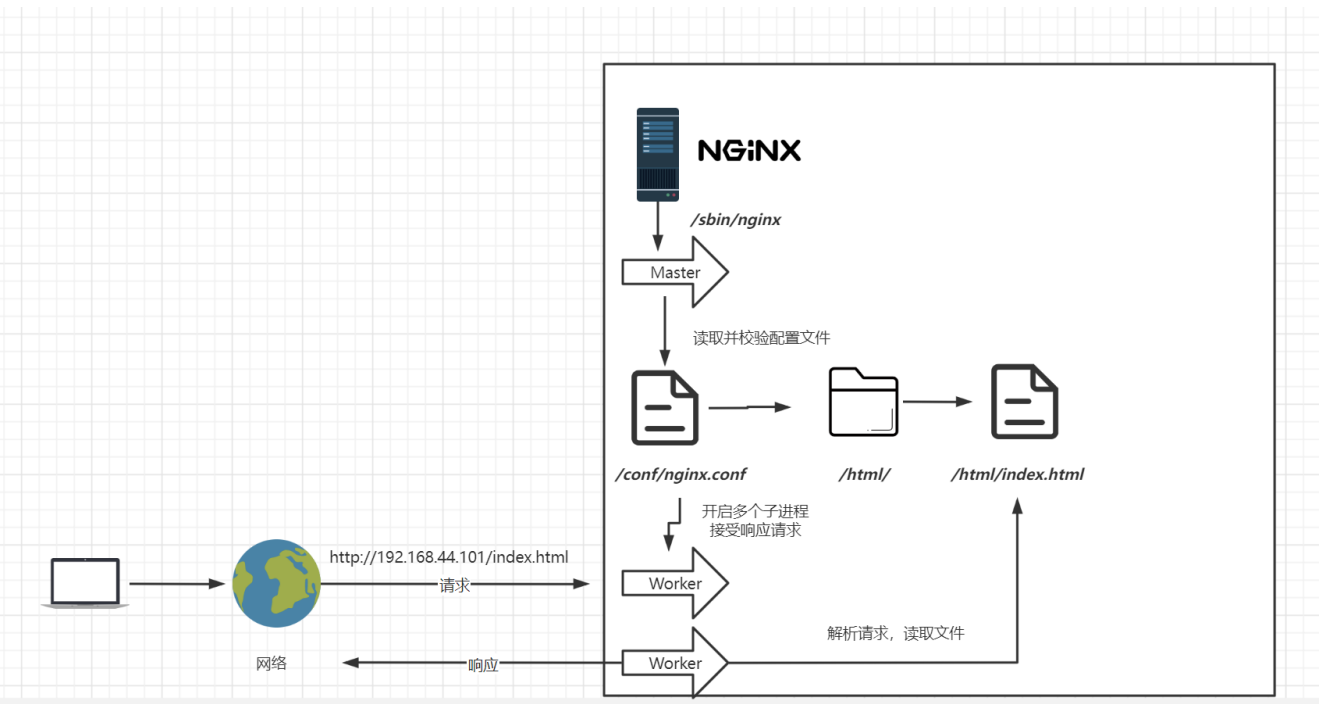 NGINX
/sbin/nginx
Master
读取并校验配置文件
/conf/nginx.conf
/html/
/html/index.html
开启多个子进程
接受响应请求
http://192.168.44.101/index.html
请求
Worker
解析请求，读取文件
网络
响应
Worker